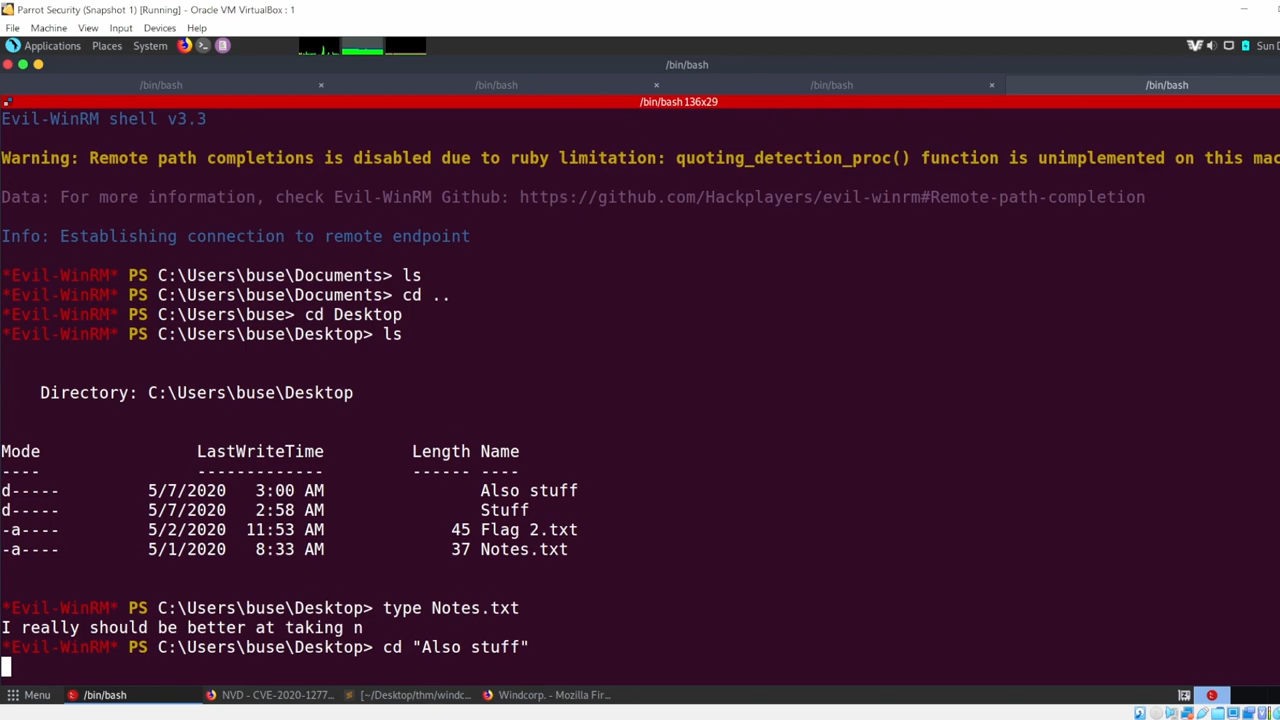 Parrot Security (Snapshot 1) [Running] - Oracle VM VirtualBox : 1
File Machine View Input Devices Help
Applications Places System Sun
/bin/bash
/bin/bash × /bin/bash × /bin/bash × /bin/bash
/bin/bash 136x29
Evil-WinRM shell v3.3
Warning: Remote path completions is disabled due to ruby limitation: quoting_detection_proc() function is unimplemented on this mac
Data: For more information, check Evil-WinRM Github: https://github.com/Hackplayers/evil-winrm#Remote-path-completion
Info: Establishing connection to remote endpoint
*Evil-WinRM* PS C:\Users\buse\Documents> ls
*Evil-WinRM* PS C:\Users\buse\Documents> cd ..
*Evil-WinRM* PS C:\Users\buse> cd Desktop
*Evil-WinRM* PS C:\Users\buse\Desktop> ls
Directory: C:\Users\buse\Desktop
Mode LastWriteTime Length Name
---- ------------- ------ ----
d----- 5/7/2020 3:00 AM Also stuff
d----- 5/7/2020 2:58 AM Stuff
-a---- 5/2/2020 11:53 AM 45 Flag 2.txt
-a---- 5/1/2020 8:33 AM 37 Notes.txt
*Evil-WinRM* PS C:\Users\buse\Desktop> type Notes.txt
I really should be better at taking n
*Evil-WinRM* PS C:\Users\buse\Desktop> cd "Also stuff"
Menu /bin/bash NVD - CVE-2020-1277... [~/Desktop/thm/windc... Windcorp. - Mozilla Fir...